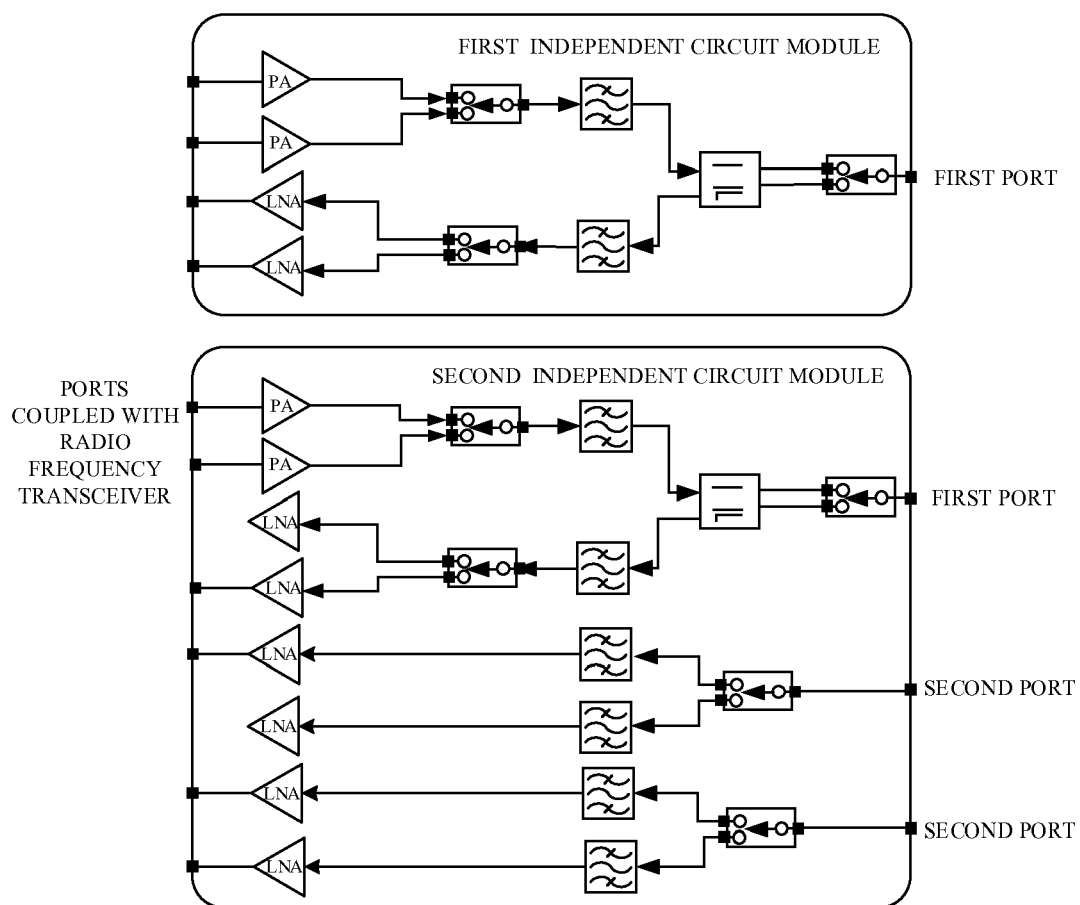 FIRST INDEPENDENT CIRCUIT MODULE
PA
PA
LNA
LNA
FIRST PORT
PORTS
COUPLED WITH
RADIO
FREQUENCY
TRANSCEIVER
SECOND INDEPENDENT CIRCUIT MODULE
PA
PA
LNA
LNA
FIRST PORT
LNA
SECOND PORT
LNA
LNA
SECOND PORT
LNA